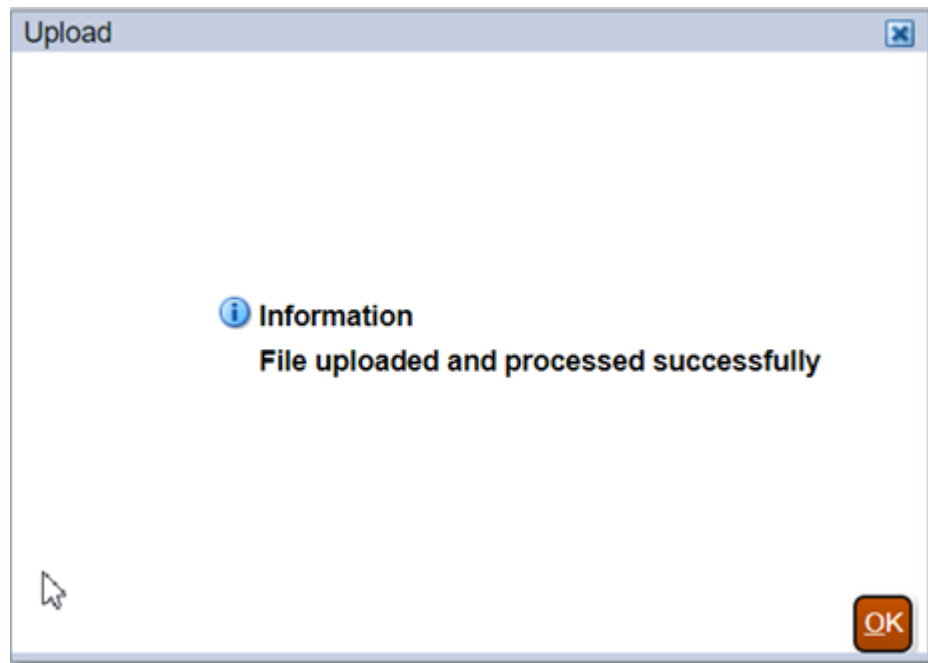 Upload
Information
File uploaded and processed successfully
OK